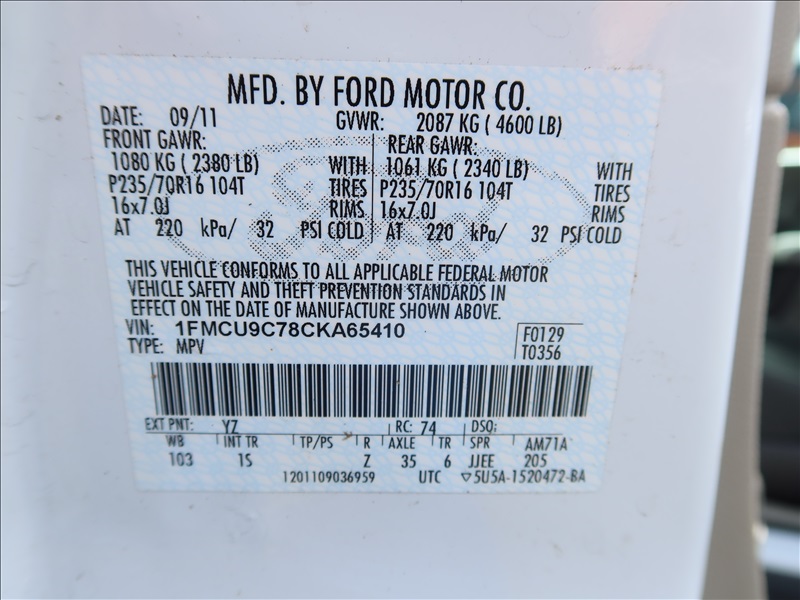 MFD. BY FORD MOTOR CO.
DATE: 09/11 GVWR: 2087 KG ( 4600 LB)
FRONT GAWR: REAR GAWR:
1080 KG ( 2380 LB) WITH 1061 KG ( 2340 LB) WITH
P235/70R16 104T TIRES P235/70R16 104T TIRES
16x7.0J RIMS 16x7.0J RIMS
AT 220 kPa/ 32 PSI COLD AT 220 kPa/ 32 PSI COLD
THIS VEHICLE CONFORMS TO ALL APPLICABLE FEDERAL MOTOR
VEHICLE SAFETY AND THEFT PREVENTION STANDARDS IN
EFFECT ON THE DATE OF MANUFACTURE SHOWN ABOVE.
VIN: 1FMCU9C78CKA65410 F0129
TYPE: MPV T0356
EXT PNT: YZ RC: 74 DSO:
WB INT TR TP/PS R AXLE TR SPR AM71A
103 1S Z 35 6 JJEE 205
1201109036959 UTC ▽5U5A-1520472-BA